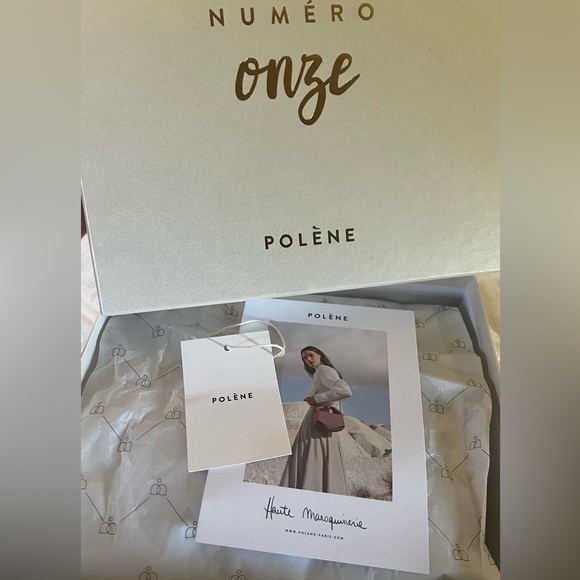 NUMÉRO
onze
POLÈNE
POLÈNE
POLÈNE
Haute Maroquinerie
WWW.POLENE-PARIS.COM